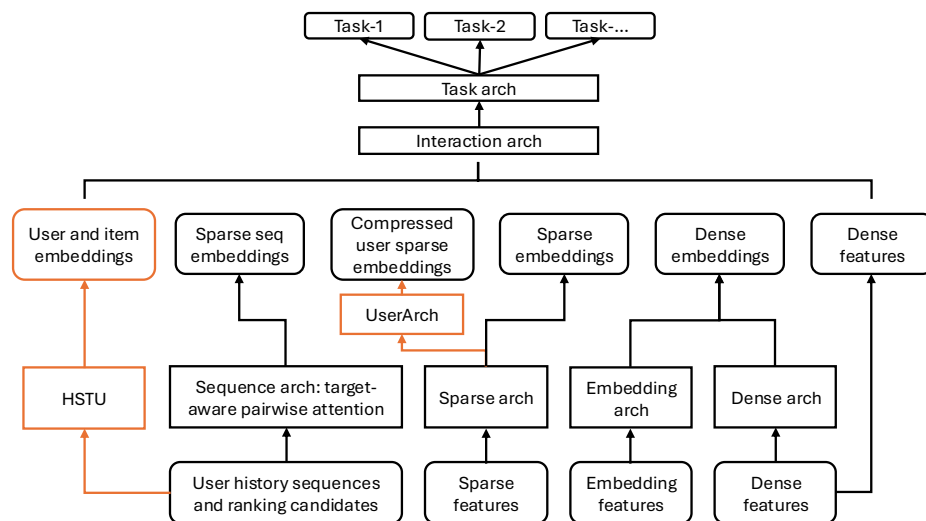 Task-1
Task-2
Task-...
Task arch
Interaction arch
User and item
embeddings
Sparse seq
embeddings
Compressed
user sparse
embeddings
Sparse
embeddings
Dense
embeddings
Dense
features
UserArch
HSTU
Sequence arch: target-
aware pairwise attention
Sparse arch
Embedding
arch
Dense arch
User history sequences
and ranking candidates
Sparse
features
Embedding
features
Dense
features